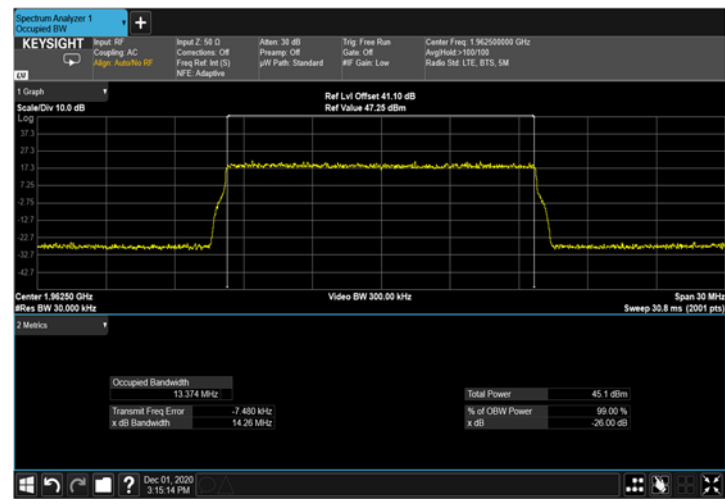 Spectrum Analyzer 1
Occupied BW
KEYSIGHT
Input: RF
Coupling: AC
Align: Auto/No RF
Input Z: 50 Ω
Corrections: Off
Freq Ref: Int (S)
NFE: Adaptive
Atten: 30 dB
Preamp: Off
µW Path: Standard
Trig: Free Run
Gate: Off
#IF Gain: Low
Center Freq: 1.962500000 GHz
Avg|Hold:>100/100
Radio Std: LTE, BTS, 5M
1 Graph
Scale/Div 10.0 dB
Ref Lvl Offset 41.10 dB
Ref Value 47.25 dBm
Log
37.3
27.3
17.3
7.25
-2.75
-12.7
-22.7
-32.7
-42.7
Center 1.96250 GHz
#Res BW 30.000 kHz
Video BW 300.00 kHz
Span 30 MHz
Sweep 30.8 ms (2001 pts)
2 Metrics
Occupied Bandwidth
13.374 MHz
Transmit Freq Error -7.480 kHz
x dB Bandwidth 14.26 MHz
Total Power 45.1 dBm
% of OBW Power 99.00 %
x dB -26.00 dB
?
Dec 01, 2020
3:15:14 PM